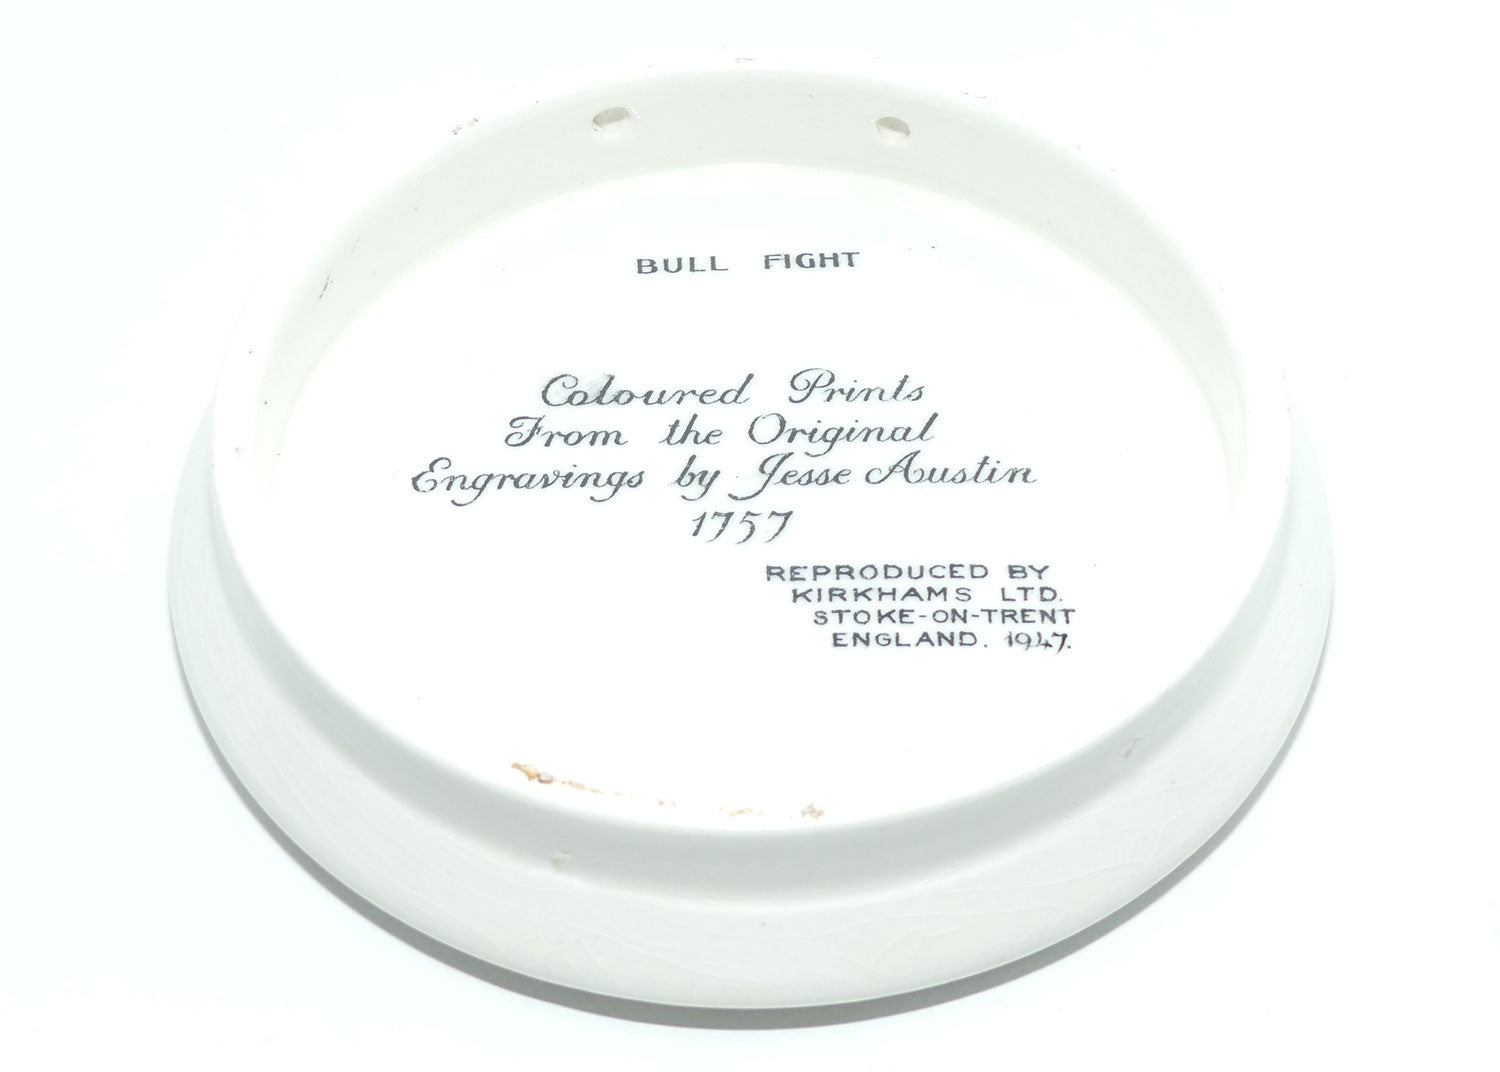 BULL FIGHT
Coloured Prints
From the Original
Engravings by Jesse Austin
1757
REPRODUCED BY
KIRKHAMS LTD.
STOKE-ON-TRENT
ENGLAND. 1947.